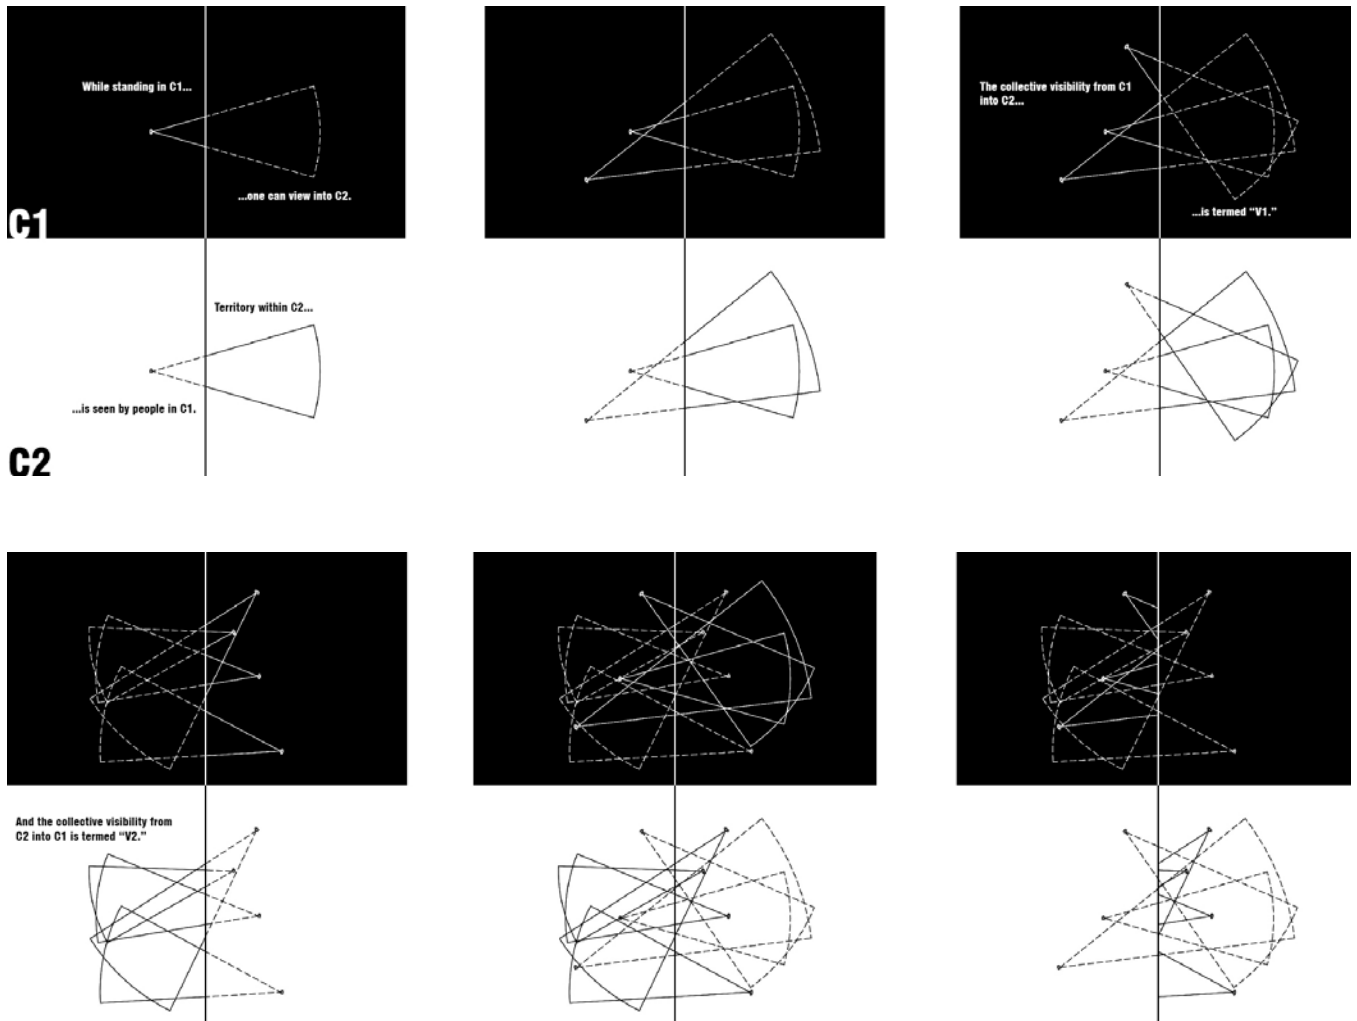 While standing in C1...
...one can view into C2.
C1
The collective visibility from C1
into C2...
...is termed “V1.”
Territory within C2...
...is seen by people in C1.
C2
And the collective visibility from
C2 into C1 is termed “V2.”